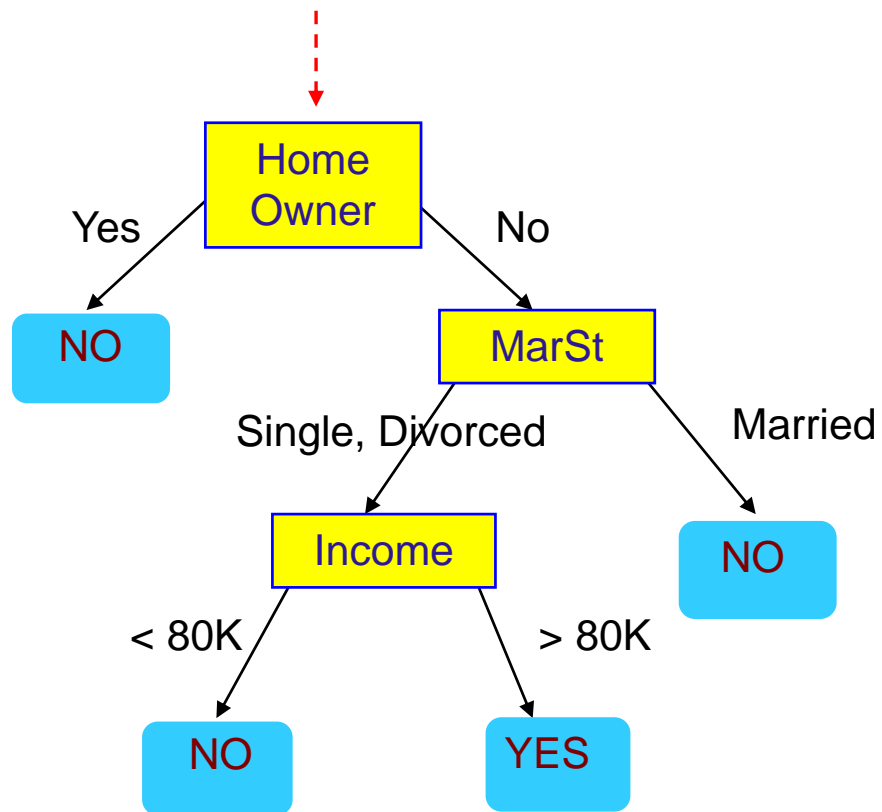 Home
Owner
Yes
No
NO
MarSt
Single, Divorced
Married
Income
NO
< 80K
> 80K
NO
YES